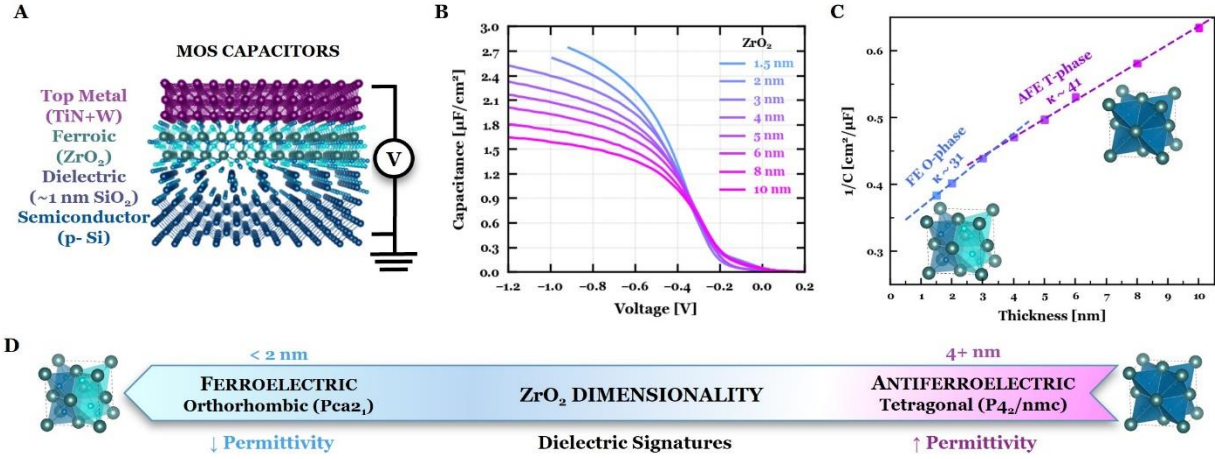 A
MOS CAPACITORS
Top Metal
(TiN+W)
Ferroic
(ZrO₂)
Dielectric
(~1 nm SiO₂)
Semiconductor
(p- Si)
V
B
Capacitance [µF/cm²]
3.0
2.7
2.4
2.1
1.8
1.5
1.2
0.9
0.6
0.3
0.0
−1.2 −1.0 −0.8 −0.6 −0.4 −0.2 0.0 0.2
Voltage [V]
ZrO₂
1.5 nm
2 nm
3 nm
4 nm
5 nm
6 nm
8 nm
10 nm
C
1/C [cm²/µF]
0.6
0.5
0.4
0.3
0 1 2 3 4 5 6 7 8 9 10
Thickness [nm]
FE O-phase
κ ~ 31
AFE T-phase
κ ~ 41
D
< 2 nm
4+ nm
FERROELECTRIC
Orthorhombic (Pca2₁)
ZrO₂ DIMENSIONALITY
ANTIFERROELECTRIC
Tetragonal (P4₂/nmc)
↓ Permittivity
Dielectric Signatures
↑ Permittivity